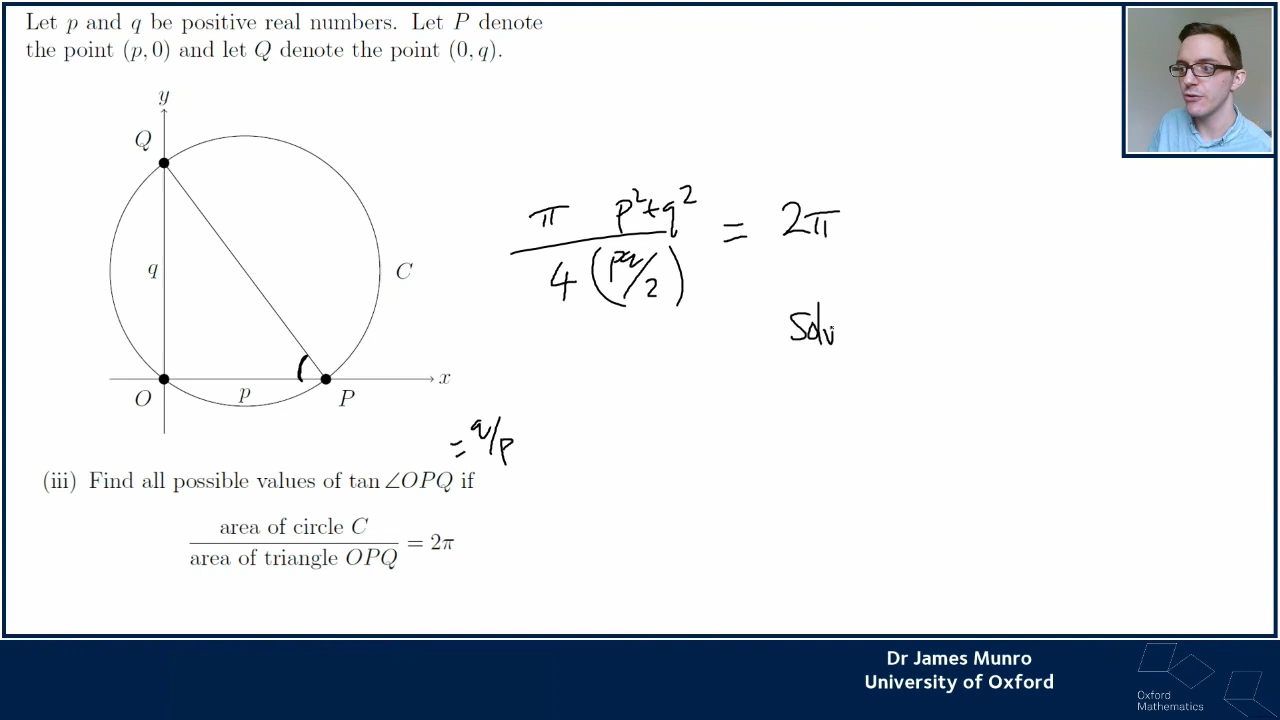 Let p and q be positive real numbers. Let P denote
the point (p, 0) and let Q denote the point (0, q).
y
Q
q
C
O
p
P
x
π p²+q²
4 (pq/2)
= 2π
Solv
= q/p
(iii) Find all possible values of tan ∠OPQ if
area of circle C
area of triangle OPQ
= 2π
Dr James Munro
University of Oxford
Oxford
Mathematics